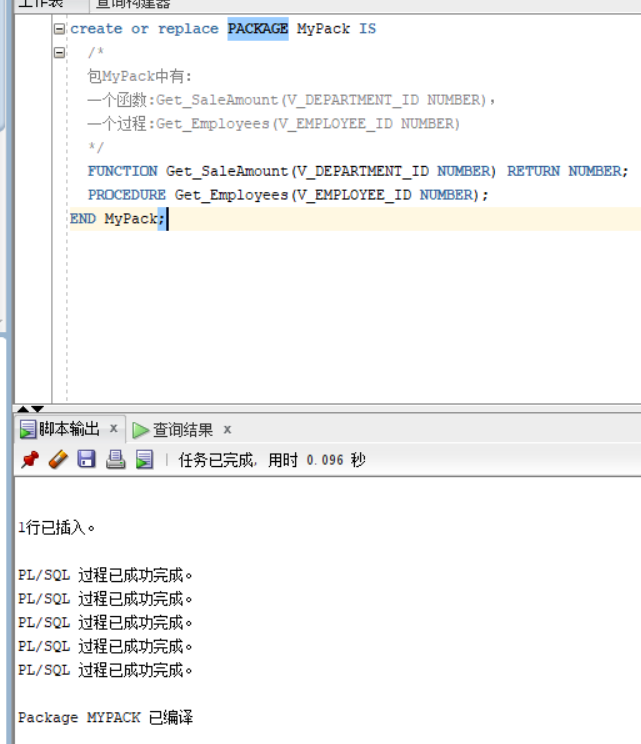 工作表 查询构建器
create or replace PACKAGE MyPack IS
/*
包MyPack中有:
一个函数:Get_SaleAmount(V_DEPARTMENT_ID NUMBER),
一个过程:Get_Employees(V_EMPLOYEE_ID NUMBER)
*/
FUNCTION Get_SaleAmount(V_DEPARTMENT_ID NUMBER) RETURN NUMBER;
PROCEDURE Get_Employees(V_EMPLOYEE_ID NUMBER);
END MyPack;
脚本输出 x 查询结果 x
任务已完成, 用时 0.096 秒
1行已插入。
PL/SQL 过程已成功完成。
PL/SQL 过程已成功完成。
PL/SQL 过程已成功完成。
PL/SQL 过程已成功完成。
PL/SQL 过程已成功完成。
Package MYPACK 已编译